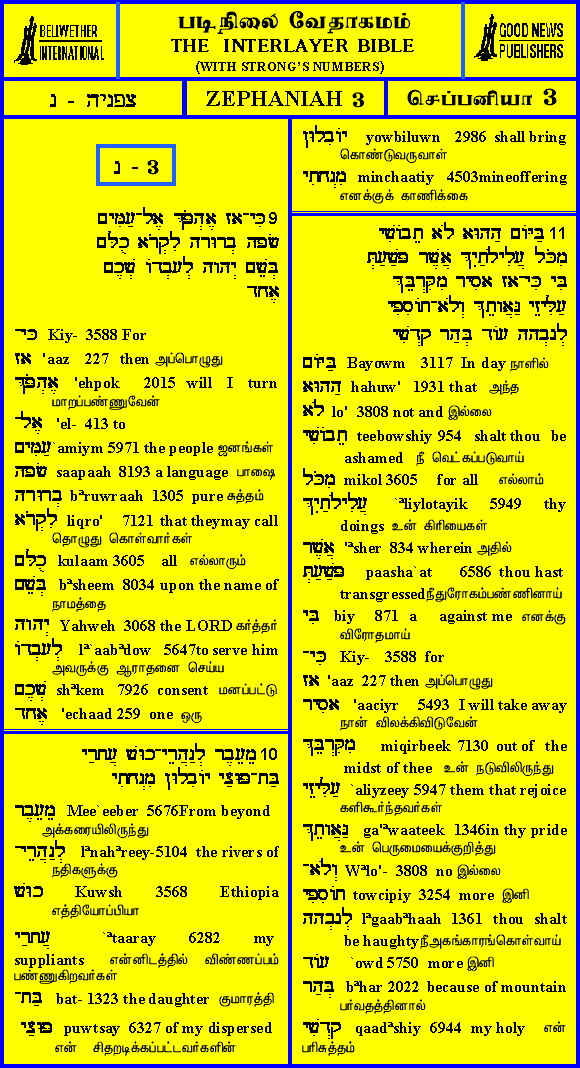 BELLWETHER
INTERNATIONAL
படிநிலை வேதாகமம்
THE INTERLAYER BIBLE
(WITH STRONG'S NUMBERS)
GOOD NEWS
PUBLISHERS
צפניה - נ
ZEPHANIAH 3
செப்பனியா 3
3 - נ
9 כִּי־אָז אֶהְפֹּךְ אֶל־עַמִּים
שָׂפָה בְרוּרָה לִקְרֹא כֻלָּם
בְּשֵׁם יְהוָה לְעָבְדוֹ שְׁכֶם
אֶחָד
כִּי־ Kiy- 3588 For
אָז 'aaz 227 then அப்பொழுது
אֶהְפֹּךְ 'ehpok 2015 will I turn
மாறப்பண்ணுவேன்
אֶל־ 'el- 413 to
עַמִּים `amiym 5971 the people ஜனங்கள்
שָׂפָה saapaah 8193 a language பாஷை
בְרוּרָה bªruwraah 1305 pure சுத்தம்
לִקְרֹא liqro' 7121 that theymay call
தொழுது கொள்வார்கள்
כֻלָּם kulaam 3605 all எல்லாரும்
בְּשֵׁם bªsheem 8034 upon the name of
நாமத்தை
יְהוָה Yahweh 3068 the LORD கர்த்தர்
לְעָבְדוֹ lª`aabªdow 5647to serve him
அவருக்கு ஆராதனை செய்ய
שְׁכֶם shªkem 7926 consent மனப்பட்டு
אֶחָד 'echaad 259 one ஒரு
10 מֵעֵבֶר לְנַהֲרֵי־כוּשׁ עֲתָרַי
בַּת־פּוּצַי יוֹבִלוּן מִנְחָתִי
מֵעֵבֶר Mee`eeber 5676From beyond
அக்கரையிலிருந்து
לְנַהֲרֵי־ lªnahªreey-5104 the rivers of
நதிகளுக்கு
כוּשׁ Kuwsh 3568 Ethiopia
எத்தியோப்பியா
עֲתָרַי `ªtaaray 6282 my
suppliants என்னிடத்தில் விண்ணப்பம்
பண்ணுகிறவர்கள்
בַּת־ bat- 1323 the daughter குமாரத்தி
פּוּצַי puwtsay 6327 of my dispersed
என் சிதறடிக்கப்பட்டவர்களின்
יוֹבִלוּן yowbiluwn 2986 shall bring
கொண்டுவருவாள்
מִנְחָתִי minchaatiy 4503mineoffering
எனக்குக் காணிக்கை
11 בַּיּוֹם הַהוּא לֹא תֵבוֹשִׁי
מִכֹּל עֲלִילֹתַיִךְ אֲשֶׁר פָּשַׁעַתְּ
בִּי כִּי־אָז אָסִיר מִקִּרְבֵּךְ
עַלִּיזֵי גַּאֲוָתֵךְ וְלֹא־תוֹסִפִי
לְגָבְהָה עוֹד בְּהַר קָדְשִׁי
בַּיּוֹם Bayowm 3117 In day நாளில்
הַהוּא hahuw' 1931 that அந்த
לֹא lo' 3808 not and இல்லை
תֵבוֹשִׁי teebowshiy 954 shalt thou be
ashamed நீ வெட்கப்படுவாய்
מִכֹּל mikol 3605 for all எல்லாம்
עֲלִילֹתַיִךְ `ªliylotayik 5949 thy
doings உன் கிரியைகள்
אֲשֶׁר 'ªsher 834 wherein அதில்
פָּשַׁעַתְּ paasha`at 6586 thou hast
transgressedநீதுரோகம்பண்ணினாய்
בִּי biy 871 a against me எனக்கு
விரோதமாய்
כִּי־ Kiy- 3588 for
אָז 'aaz 227 then அப்பொழுது
אָסִיר 'aaciyr 5493 I will take away
நான் விலக்கிவிடுவேன்
מִקִּרְבֵּךְ miqirbeek 7130 out of the
midst of thee உன் நடுவிலிருந்து
עַלִּיזֵי `aliyzeey 5947 them that rejoice
களிகூர்ந்தவர்கள்
גַּאֲוָתֵךְ ga'ªwaateek 1346in thy pride
உன் பெருமையைக்குறித்து
וְלֹא־ Wªlo'- 3808 no இல்லை
תוֹסִפִי towcipiy 3254 more இனி
לְגָבְהָה lªgaabªhaah 1361 thou shalt
be haughtyநீஅகங்காரங்கொள்வாய்
עוֹד `owd 5750 more இனி
בְּהַר bªhar 2022 because of mountain
பர்வதத்தினால்
קָדְשִׁי qaadªshiy 6944 my holy என்
பரிசுத்தம்